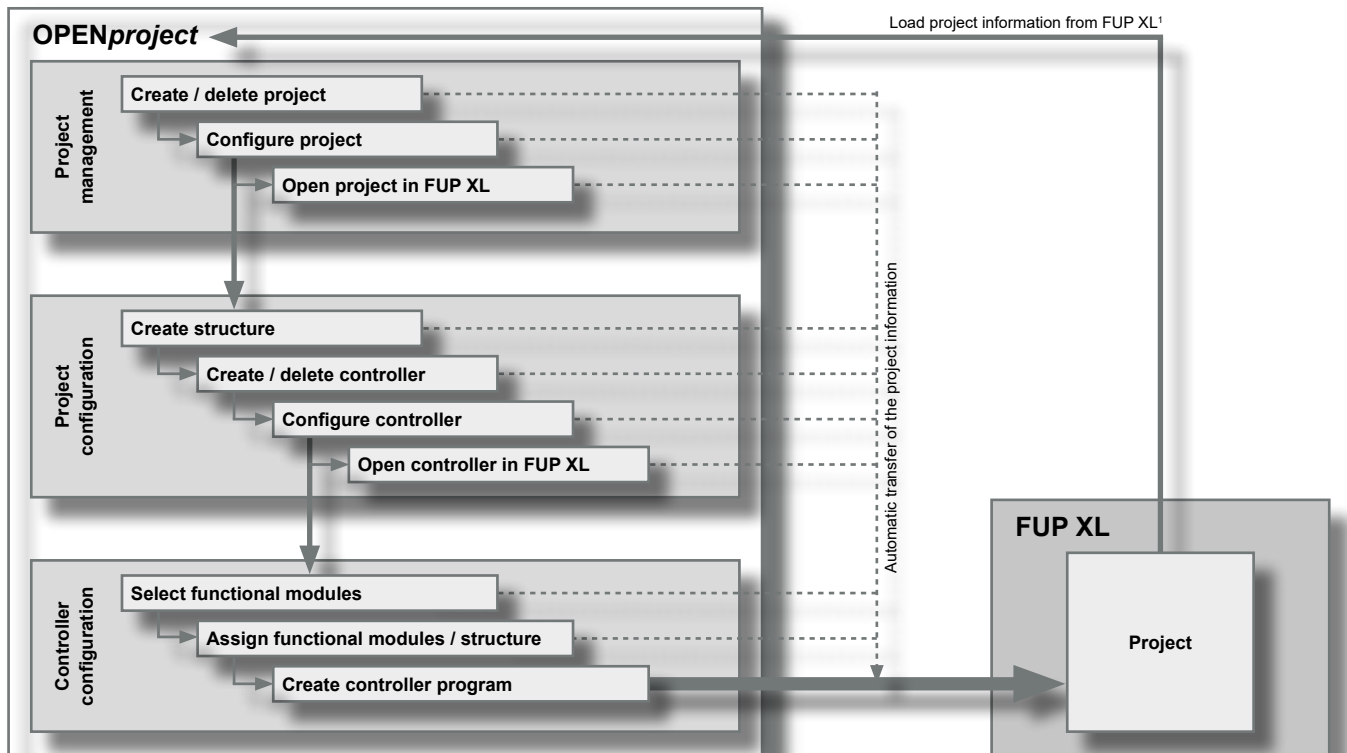 Load project information from FUP XL¹
OPENproject
Project
management
Create / delete project
Configure project
Open project in FUP XL
Project
configuration
Create structure
Create / delete controller
Configure controller
Open controller in FUP XL
Automatic transfer of the project information
Controller
configuration
Select functional modules
Assign functional modules / structure
Create controller program
FUP XL
Project